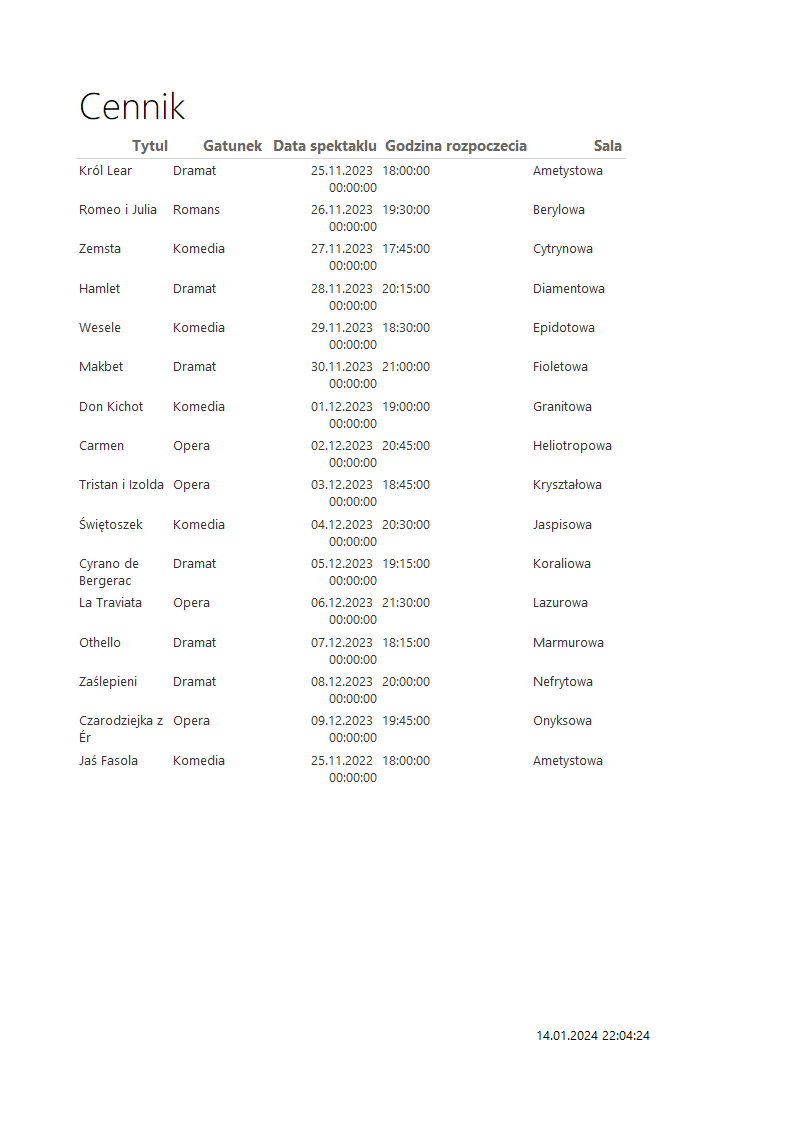 Cennik
Tytul Gatunek Data spektaklu Godzina rozpoczecia Sala
Król Lear Dramat 25.11.2023 18:00:00 Ametystowa
00:00:00
Romeo i Julia Romans 26.11.2023 19:30:00 Berylowa
00:00:00
Zemsta Komedia 27.11.2023 17:45:00 Cytrynowa
00:00:00
Hamlet Dramat 28.11.2023 20:15:00 Diamentowa
00:00:00
Wesele Komedia 29.11.2023 18:30:00 Epidotowa
00:00:00
Makbet Dramat 30.11.2023 21:00:00 Fioletowa
00:00:00
Don Kichot Komedia 01.12.2023 19:00:00 Granitowa
00:00:00
Carmen Opera 02.12.2023 20:45:00 Heliotropowa
00:00:00
Tristan i Izolda Opera 03.12.2023 18:45:00 Kryształowa
00:00:00
Świętoszek Komedia 04.12.2023 20:30:00 Jaspisowa
00:00:00
Cyrano de Dramat 05.12.2023 19:15:00 Koraliowa
Bergerac 00:00:00
La Traviata Opera 06.12.2023 21:30:00 Lazurowa
00:00:00
Othello Dramat 07.12.2023 18:15:00 Marmurowa
00:00:00
Zaślepieni Dramat 08.12.2023 20:00:00 Nefrytowa
00:00:00
Czarodziejka z Opera 09.12.2023 19:45:00 Onyksowa
Ér 00:00:00
Jaś Fasola Komedia 25.11.2022 18:00:00 Ametystowa
00:00:00
14.01.2024 22:04:24